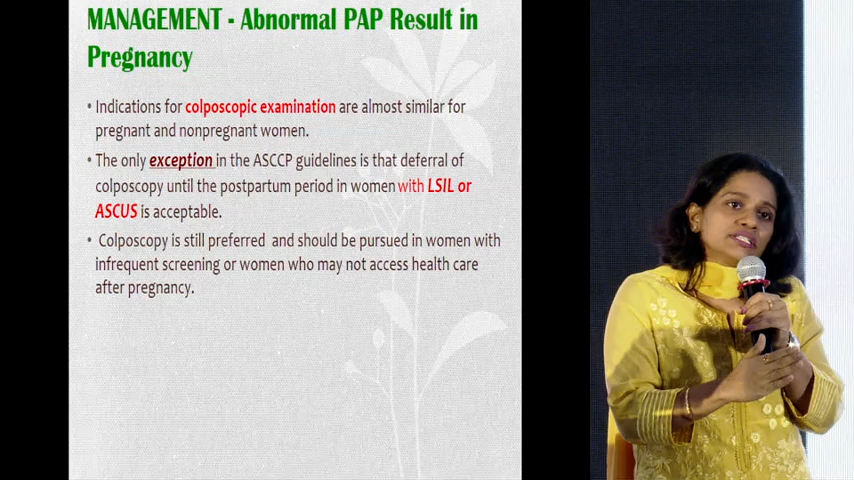 MANAGEMENT - Abnormal PAP Result in
Pregnancy
• Indications for colposcopic examination are almost similar for
pregnant and nonpregnant women.
• The only exception in the ASCCP guidelines is that deferral of
colposcopy until the postpartum period in women with LSIL or
ASCUS is acceptable.
• Colposcopy is still preferred and should be pursued in women with
infrequent screening or women who may not access health care
after pregnancy.